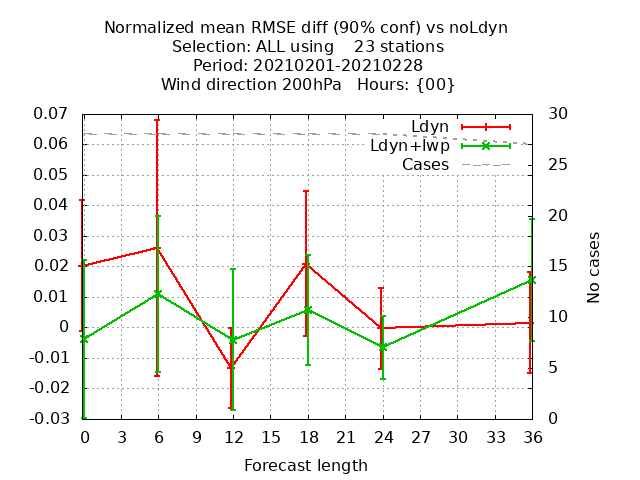 Normalized mean RMSE diff (90% conf) vs noLdyn
Selection: ALL using    23 stations
Period: 20210201-20210228
Wind direction 200hPa   Hours: {00}
Ldyn
Ldyn+lwp
Cases
0.07
0.06
0.05
0.04
0.03
0.02
0.01
0
-0.01
-0.02
-0.03
30
25
20
15
10
5
0
No cases
0 3 6 9 12 15 18 21 24 27 30 33 36
Forecast length